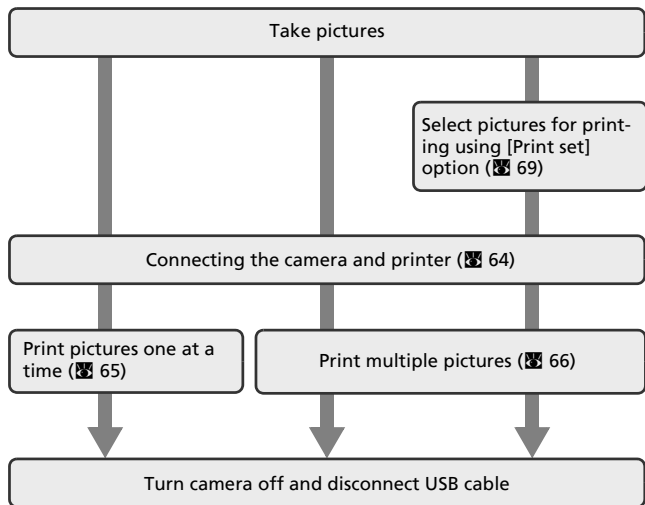 Take pictures
Select pictures for print-
ing using [Print set]
option ( 69)
Connecting the camera and printer ( 64)
Print pictures one at a
time ( 65)
Print multiple pictures ( 66)
Turn camera off and disconnect USB cable